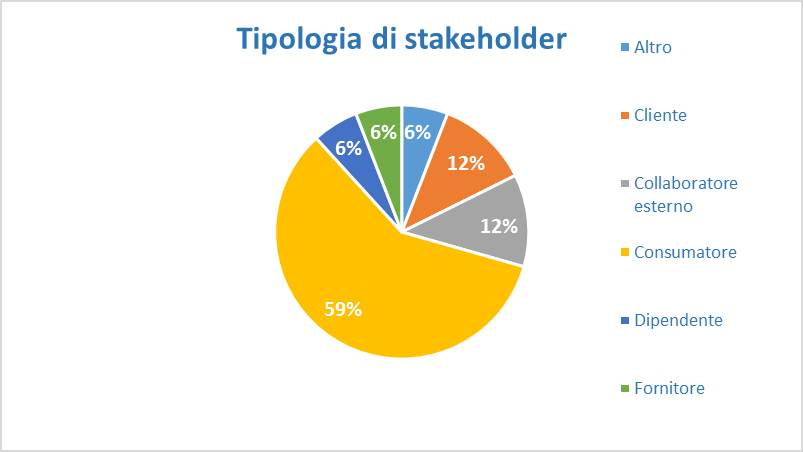 Tipologia di stakeholder
Altro
Cliente
Collaboratore
esterno
Consumatore
Dipendente
Fornitore
6%
12%
12%
59%
6%
6%